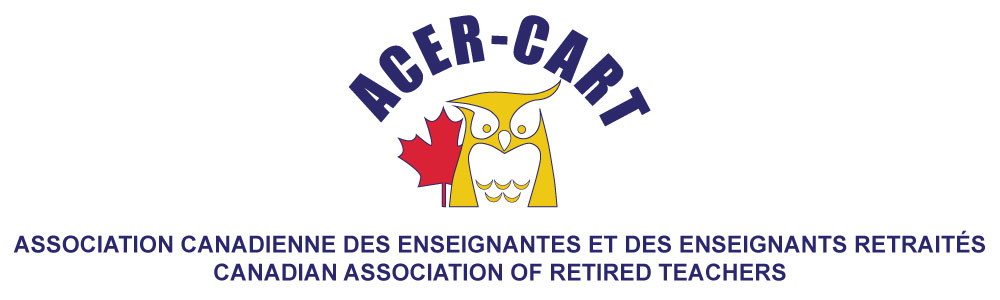 ACER-CART
ASSOCIATION CANADIENNE DES ENSEIGNANTES ET DES ENSEIGNANTS RETRAITÉS
CANADIAN ASSOCIATION OF RETIRED TEACHERS